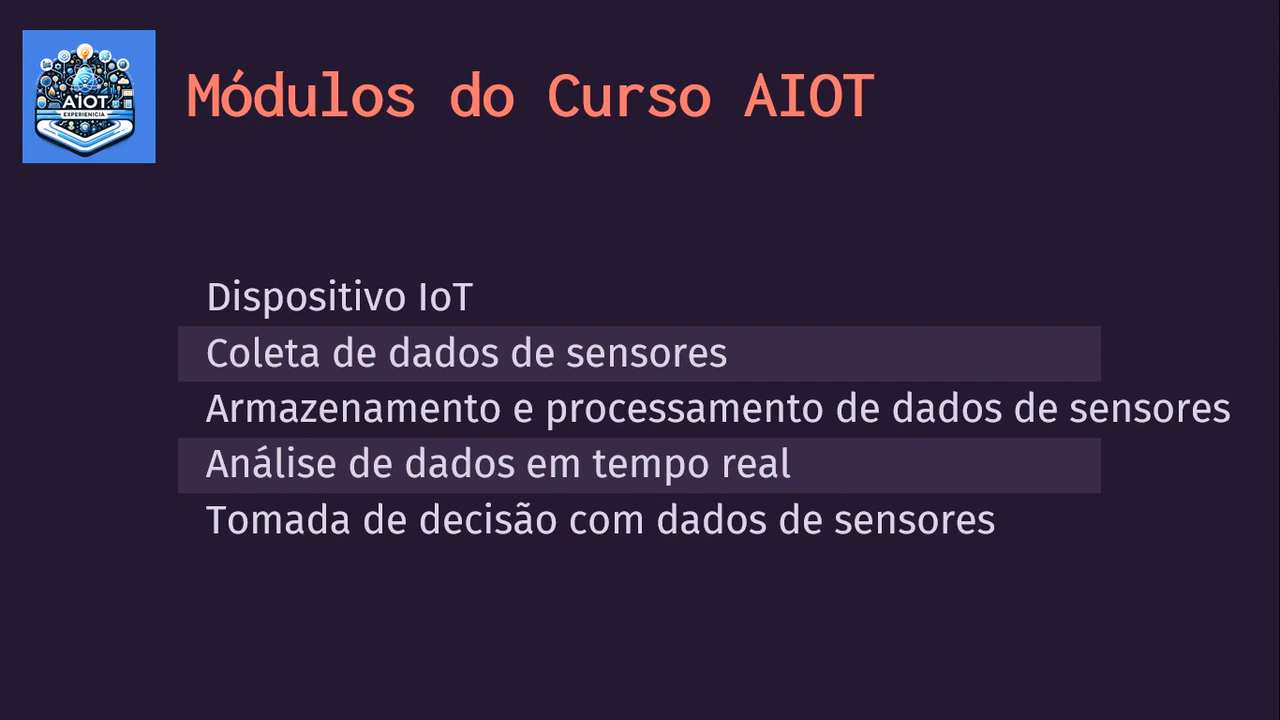 AIOT
EXPERIENICIA
Módulos do Curso AIOT
Dispositivo IoT
Coleta de dados de sensores
Armazenamento e processamento de dados de sensores
Análise de dados em tempo real
Tomada de decisão com dados de sensores